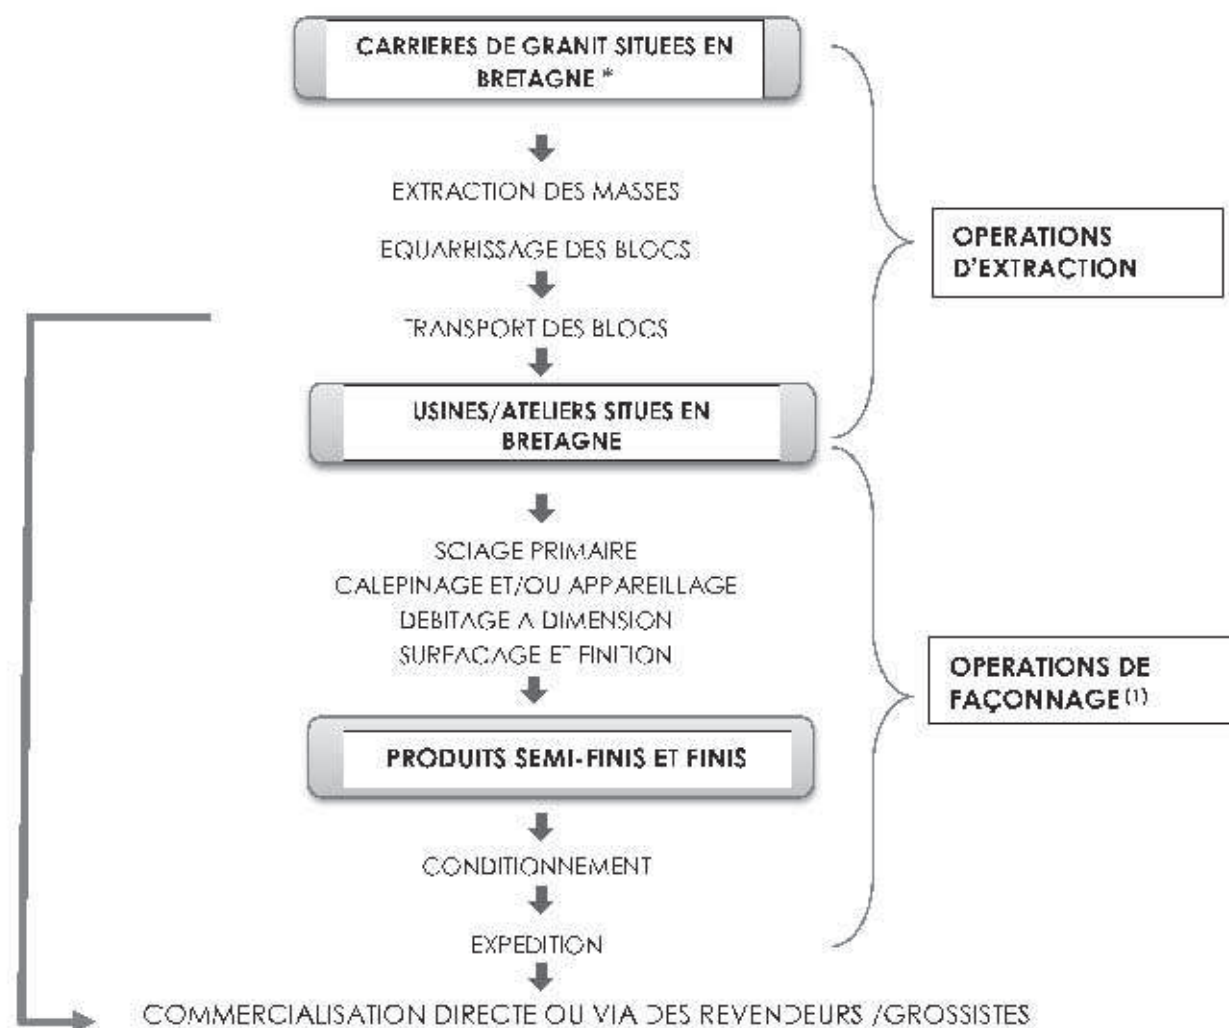 CARRIERES DE GRANIT SITUEES EN
BRETAGNE *
EXTRACTION DES MASSES
EQUARRISSAGE DES BLOCS
TRANSPORT DES BLOCS
OPERATIONS
D'EXTRACTION
USINES/ATELIERS SITUES EN
BRETAGNE
SCIAGE PRIMAIRE
CALEPINAGE ET/OU APPAREILLAGE
DEBITAGE A DIMENSION
SURFACAGE ET FINITION
OPERATIONS DE
FAÇONNAGE (1)
PRODUITS SEMI-FINIS ET FINIS
CONDITIONNEMENT
EXPEDITION
COMMERCIALISATION DIRECTE OU VIA DES REVENDEURS /GROSSISTES